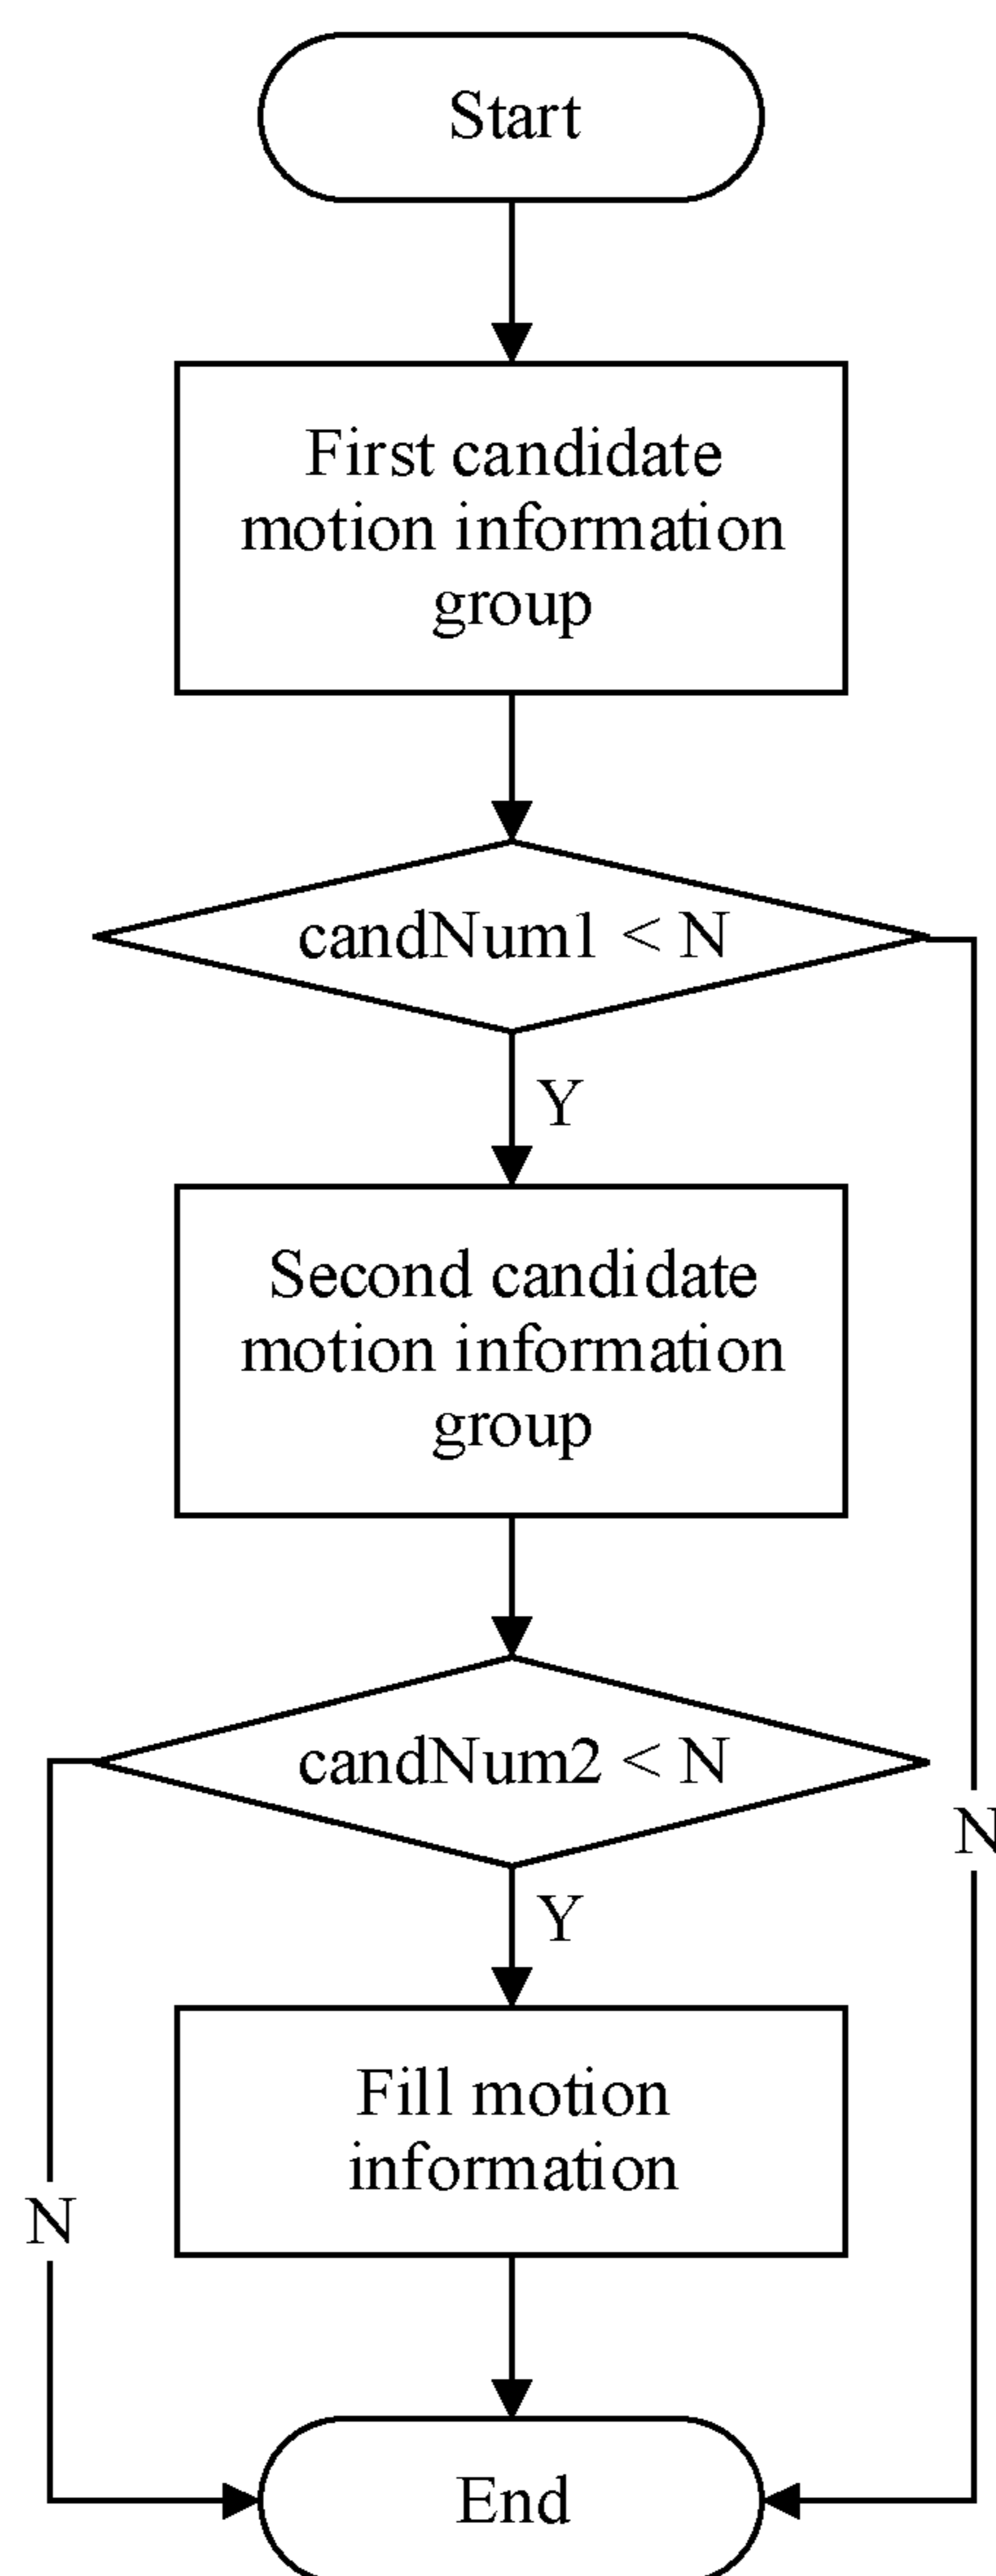 Start
First candidate
motion information
group
candNum1 < N
Y
Second candidate
motion information
group
candNum2 < N
N
Y
Fill motion
information
N
End